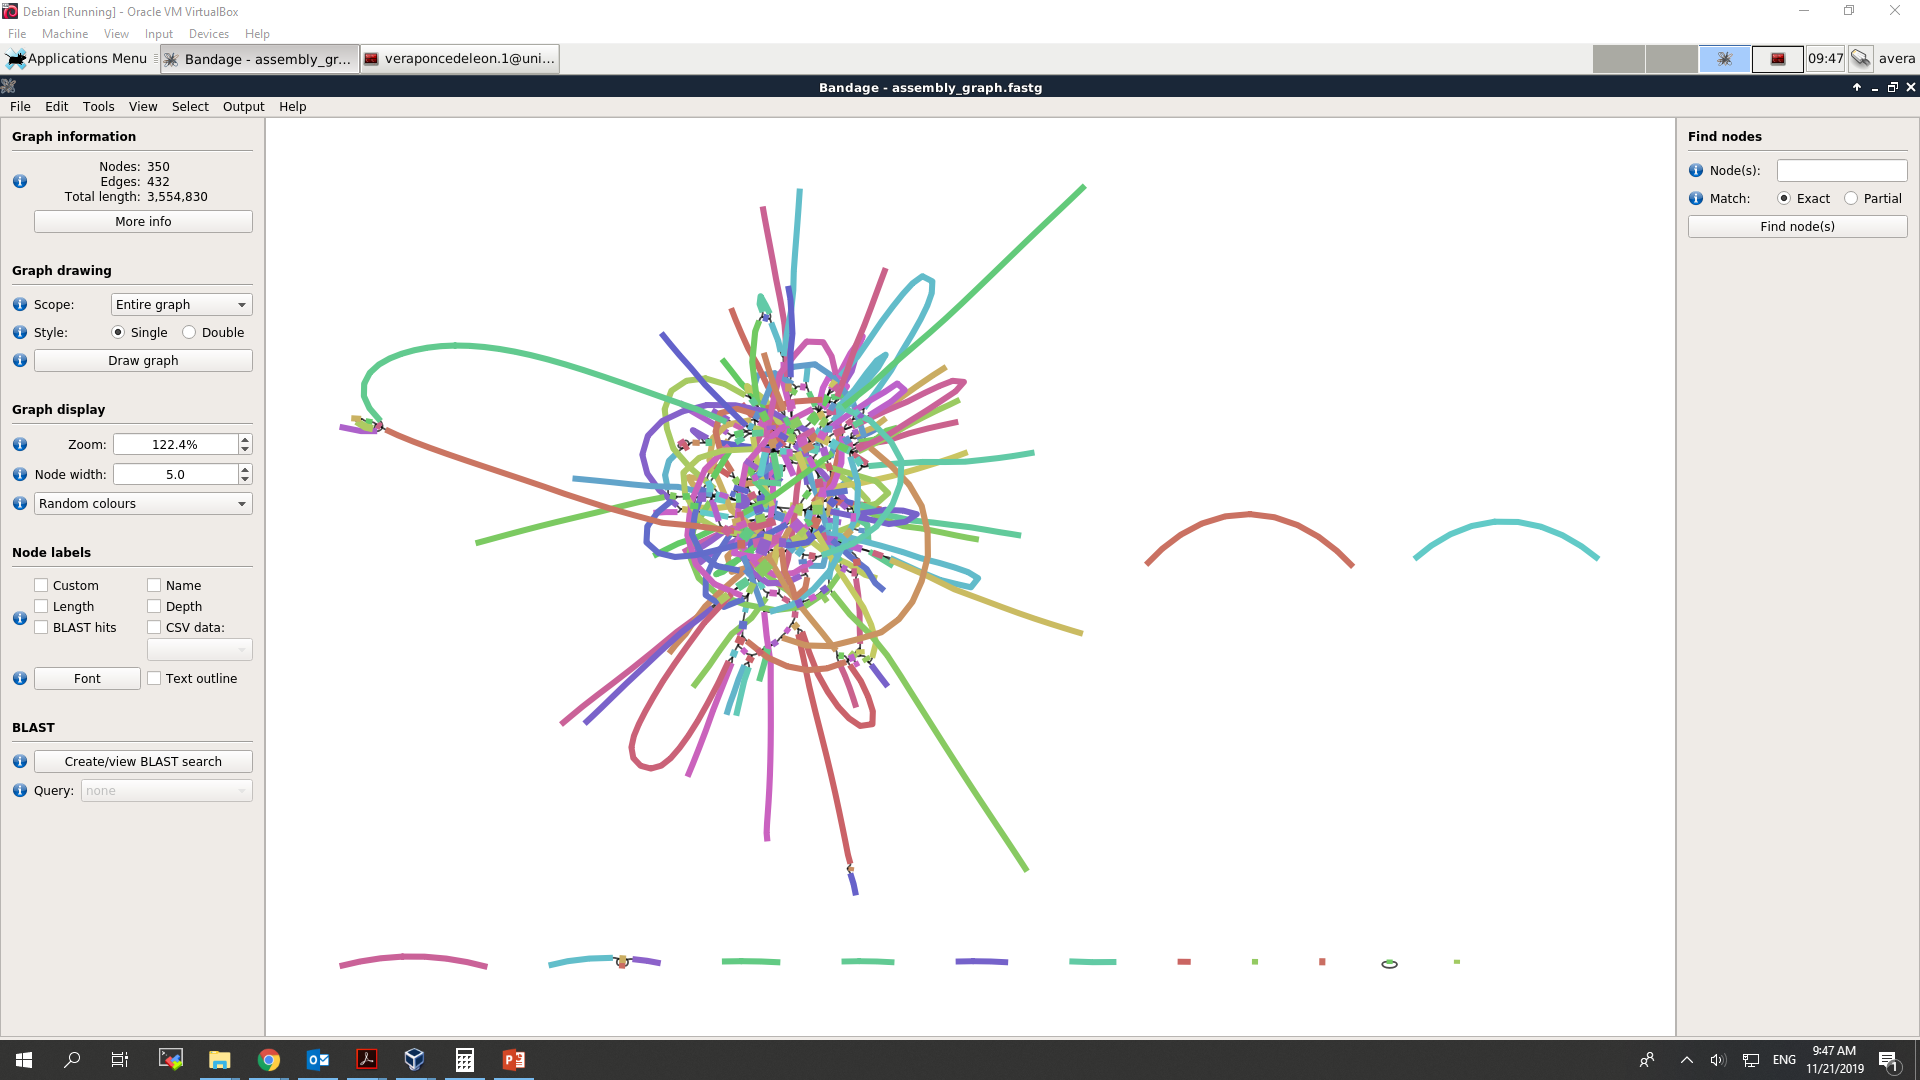 Debian [Running] - Oracle VM VirtualBox
File Machine View Input Devices Help
Applications Menu Bandage - assembly_gr... veraponcedeleon.1@uni... 09:47 avera
Bandage - assembly_graph.fastg
File Edit Tools View Select Output Help
Graph information
Nodes: 350
Edges: 432
Total length: 3,554,830
More info
Graph drawing
Scope: Entire graph
Style: Single Double
Draw graph
Graph display
Zoom: 122.4%
Node width: 5.0
Random colours
Node labels
Custom Name
Length Depth
BLAST hits CSV data:
Font Text outline
BLAST
Create/view BLAST search
Query: none
Find nodes
Node(s):
Match: Exact Partial
Find node(s)
ENG
9:47 AM
11/21/2019
1